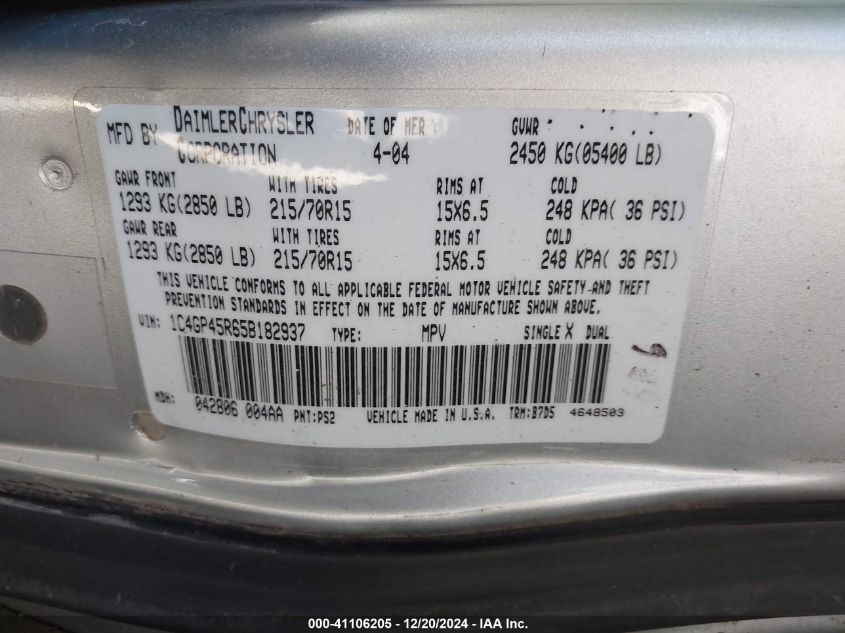 MFD BY DAIMLERCHRYSLER CORPORATION DATE OF MFR 4-04 GVWR 2450 KG(05400 LB)
GAWR FRONT WITH TIRES RIMS AT COLD
1293 KG(2850 LB) 215/70R15 15X6.5 248 KPA( 36 PSI)
GAWR REAR WITH TIRES RIMS AT COLD
1293 KG(2850 LB) 215/70R15 15X6.5 248 KPA( 36 PSI)
THIS VEHICLE CONFORMS TO ALL APPLICABLE FEDERAL MOTOR VEHICLE SAFETY AND THEFT
PREVENTION STANDARDS IN EFFECT ON THE DATE OF MANUFACTURE SHOWN ABOVE.
VIN: 1C4GP45R65B182937 TYPE: MPV SINGLE X DUAL
MDH: 042806 004AA PNT:PS2 VEHICLE MADE IN U.S.A. TRM:B7D5 4648503
000-41106205 - 12/20/2024 - IAA Inc.